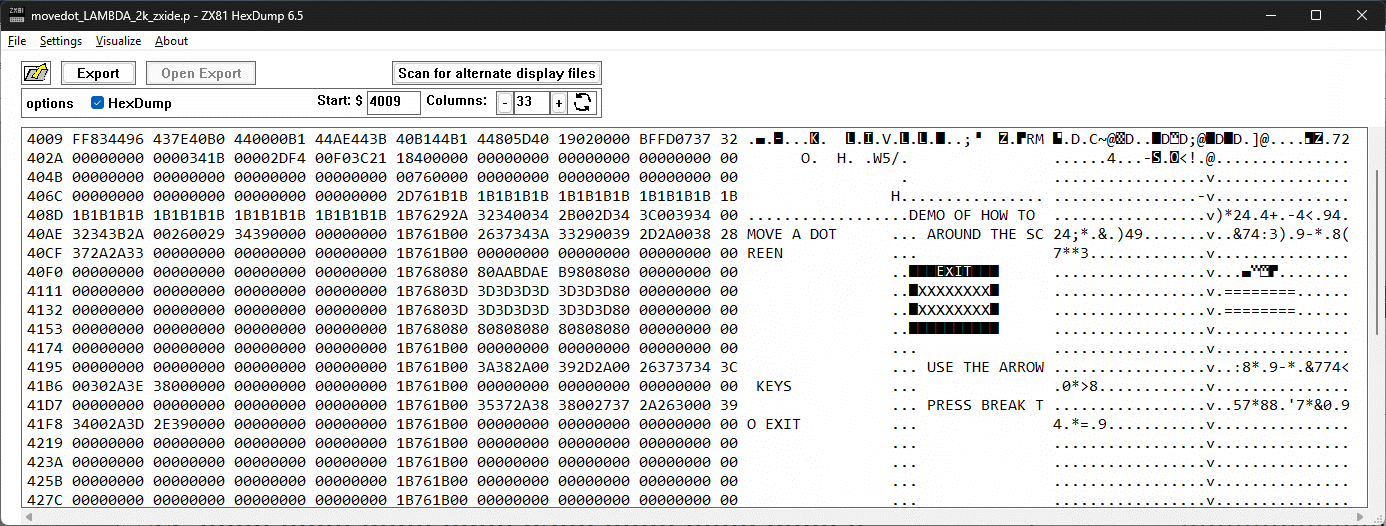 movedot_LAMBDA_2k_zxide.p - ZX81 HexDump 6.5
File Settings Visualize About
Export Open Export Scan for alternate display files
options HexDump Start: $ 4009 Columns: - 33 +
4009 FF834496 437E40B0 440000B1 44AE443B 40B144B1 44805D40 19020000 BFFD0737 32
402A 00000000 0000341B 00002DF4 00F03C21 18400000 00000000 00000000 00000000 00 O. H. .W5/.
404B 00000000 00000000 00000000 00000000 00760000 00000000 00000000 00000000 00 . .................v...............
406C 00000000 00000000 00000000 00000000 2D761B1B 1B1B1B1B 1B1B1B1B 1B1B1B1B 1B H................ ................-v...............
408D 1B1B1B1B 1B1B1B1B 1B1B1B1B 1B1B1B1B 1B76292A 32340034 2B002D34 3C003934 00 ..................DEMO OF HOW TO .................v)*24.4+.-4<.94.
40AE 32343B2A 00260029 34390000 00000000 1B761B00 2637343A 33290039 2D2A0038 28 MOVE A DOT ... AROUND THE SC 24;*.&.)49.......v..&74:3).9-*.8(
40CF 372A2A33 00000000 00000000 00000000 1B761B00 00000000 00000000 00000000 00 REEN ... 7**3.............v...............
40F0 00000000 00000000 00000000 00000000 1B768080 80AABDAE B9808080 00000000 00 ..EXIT
4111 00000000 00000000 00000000 00000000 1B76803D 3D3D3D3D 3D3D3D80 00000000 00 ..XXXXXXXX .................v.========......
4132 00000000 00000000 00000000 00000000 1B76803D 3D3D3D3D 3D3D3D80 00000000 00 ..XXXXXXXX .................v.========......
4153 00000000 00000000 00000000 00000000 1B768080 80808080 80808080 00000000 00 .. .................v...............
4174 00000000 00000000 00000000 00000000 1B761B00 00000000 00000000 00000000 00 ... .................v...............
4195 00000000 00000000 00000000 00000000 1B761B00 3A382A00 392D2A00 26373734 3C ... USE THE ARROW .................v..:8*.9-*.&774<
41B6 00302A3E 38000000 00000000 00000000 1B761B00 00000000 00000000 00000000 00 KEYS ... .0*>8............v...............
41D7 00000000 00000000 00000000 00000000 1B761B00 35372A38 38002737 2A263000 39 ... PRESS BREAK T .................v..57*88.'7*&0.9
41F8 34002A3D 2E390000 00000000 00000000 1B761B00 00000000 00000000 00000000 00 O EXIT ... 4.*=.9...........v...............
4219 00000000 00000000 00000000 00000000 1B761B00 00000000 00000000 00000000 00 ... .................v...............
423A 00000000 00000000 00000000 00000000 1B761B00 00000000 00000000 00000000 00 ... .................v...............
425B 00000000 00000000 00000000 00000000 1B761B00 00000000 00000000 00000000 00 ... .................v...............
427C 00000000 00000000 00000000 00000000 1B761B00 00000000 00000000 00000000 00 ... .................v...............